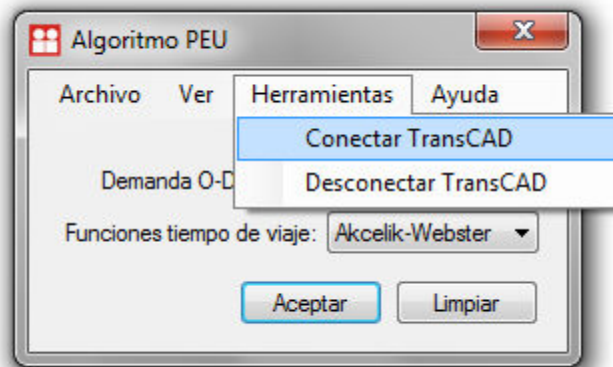 Algoritmo PEU
Archivo Ver Herramientas Ayuda
Conectar TransCAD
Demanda O-D
Desconectar TransCAD
Funciones tiempo de viaje: Akcelik-Webster
Aceptar Limpiar